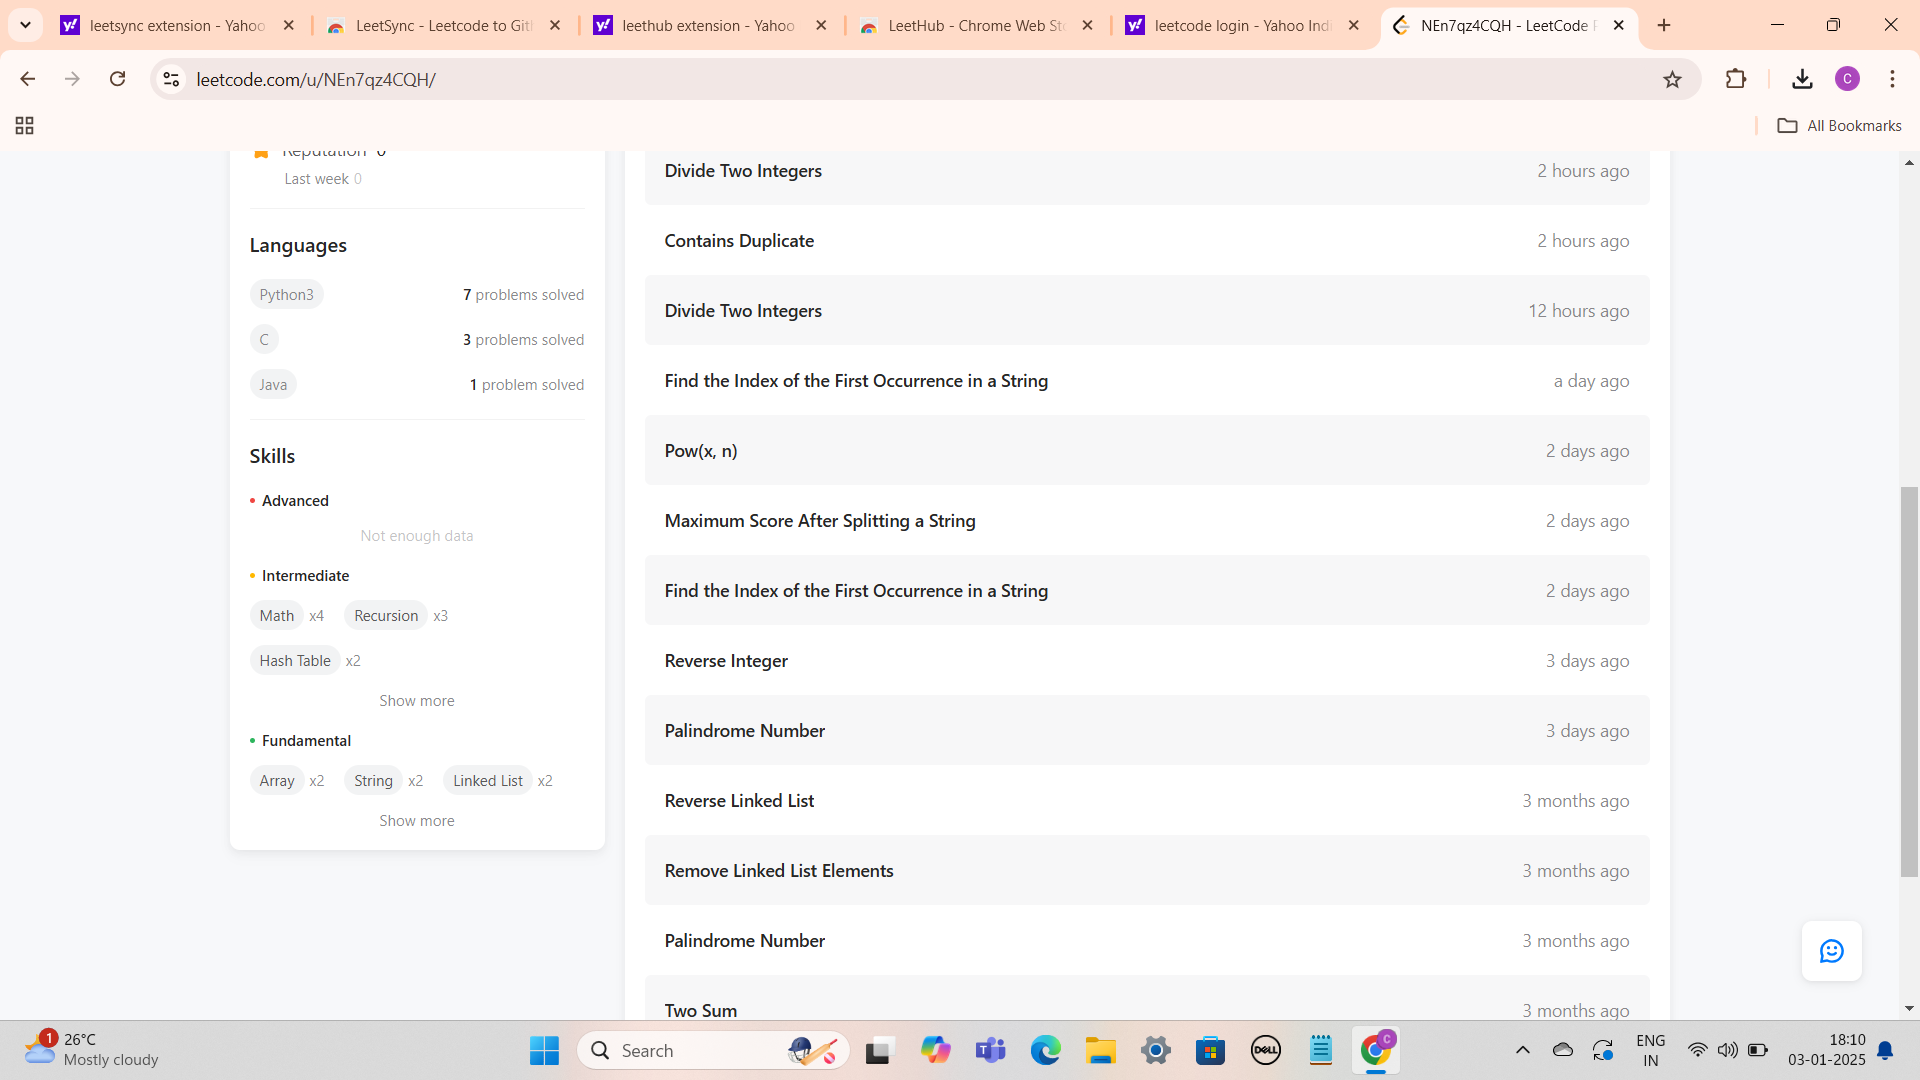 leetsync extension - Yahoo
LeetSync - Leetcode to Gith
leethub extension - Yahoo
LeetHub - Chrome Web Sto
leetcode login - Yahoo Indi
NEn7qz4CQH - LeetCode P
leetcode.com/u/NEn7qz4CQH/
C
All Bookmarks
Reputation 0
Last week 0
Languages
Python3 7 problems solved
C 3 problems solved
Java 1 problem solved
Skills
Advanced
Not enough data
Intermediate
Math x4 Recursion x3
Hash Table x2
Show more
Fundamental
Array x2 String x2 Linked List x2
Show more
Divide Two Integers 2 hours ago
Contains Duplicate 2 hours ago
Divide Two Integers 12 hours ago
Find the Index of the First Occurrence in a String a day ago
Pow(x, n) 2 days ago
Maximum Score After Splitting a String 2 days ago
Find the Index of the First Occurrence in a String 2 days ago
Reverse Integer 3 days ago
Palindrome Number 3 days ago
Reverse Linked List 3 months ago
Remove Linked List Elements 3 months ago
Palindrome Number 3 months ago
Two Sum 3 months ago
1
26°C
Mostly cloudy
Search
DELL
C
ENG
IN
18:10
03-01-2025